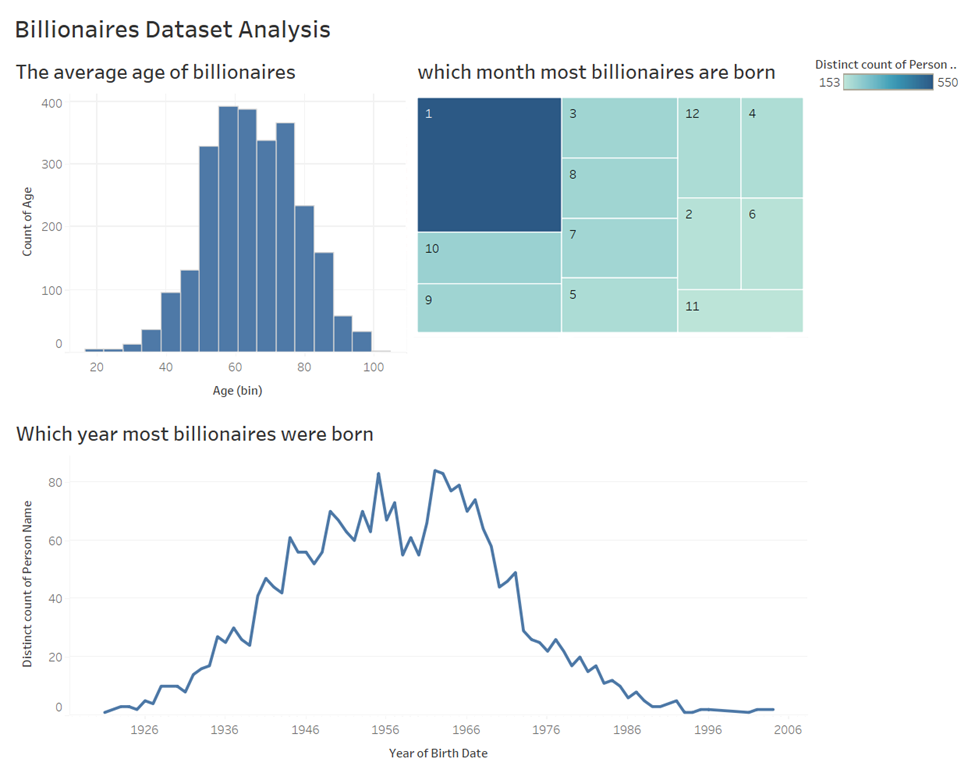 Billionaires Dataset Analysis
The average age of billionaires
400
300
200
100
0
Count of Age
20 40 60 80 100
Age (bin)
which month most billionaires are born
1
10
9
3
8
7
5
12
4
2
6
11
Distinct count of Person ..
153 550
Which year most billionaires were born
80
60
40
20
0
Distinct count of Person Name
1926 1936 1946 1956 1966 1976 1986 1996 2006
Year of Birth Date